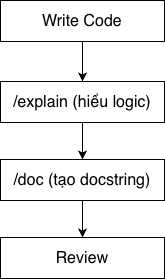 Write Code
/explain (hiểu logic)
/doc (tạo docstring)
Review